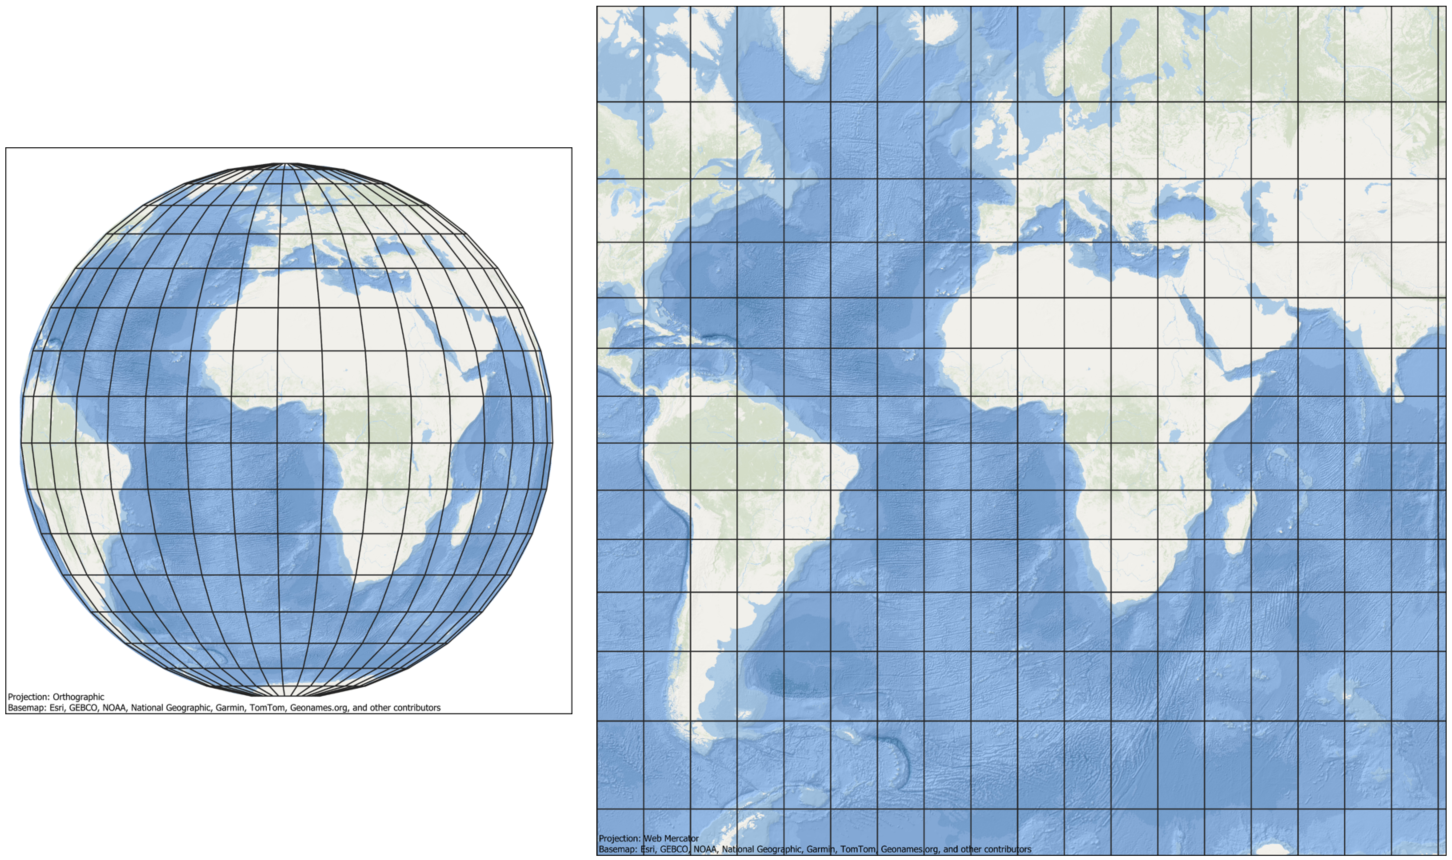 Projection: Orthographic
Basemap: Esri, GEBCO, NOAA, National Geographic, Garmin, TomTom, Geonames.org, and other contributors
Projection: Web Mercator
Basemap: Esri, GEBCO, NOAA, National Geographic, Garmin, TomTom, Geonames.org, and other contributors